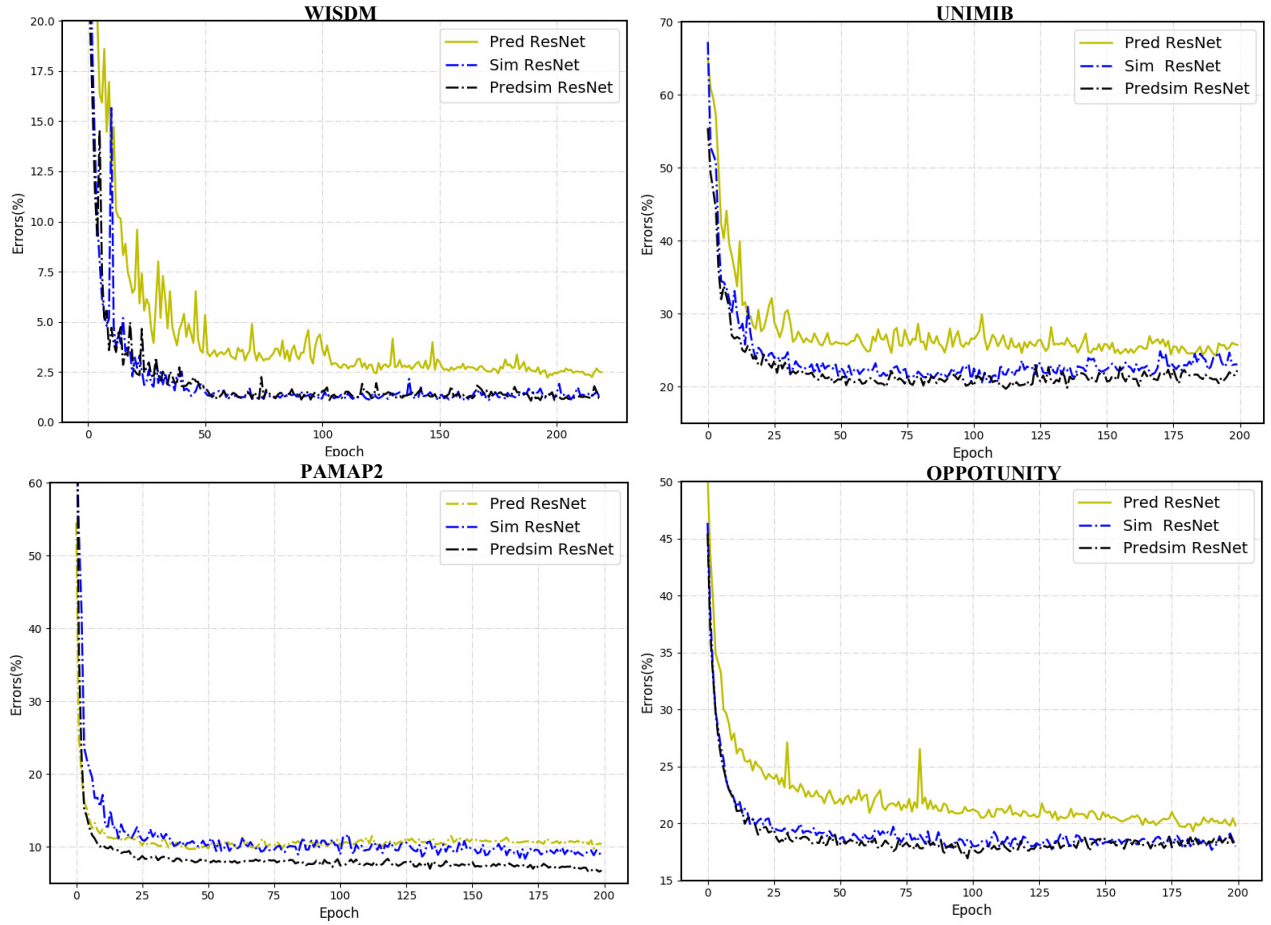 WISDM
20.0
17.5
15.0
12.5
10.0
7.5
5.0
2.5
0.0
Errors(%)
Pred ResNet
Sim ResNet
Predsim ResNet
0
50
100
150
200
Epoch
UNIMIB
70
60
50
40
30
20
Errors(%)
Pred ResNet
Sim ResNet
Predsim ResNet
0
25
50
75
100
125
150
175
200
Epoch
PAMAP2
60
50
40
30
20
10
Errors(%)
Pred ResNet
Sim ResNet
Predsim ResNet
0
25
50
75
100
125
150
175
200
Epoch
OPPOTUNITY
50
45
40
35
30
25
20
15
Errors(%)
Pred ResNet
Sim ResNet
Predsim ResNet
0
25
50
75
100
125
150
175
200
Epoch